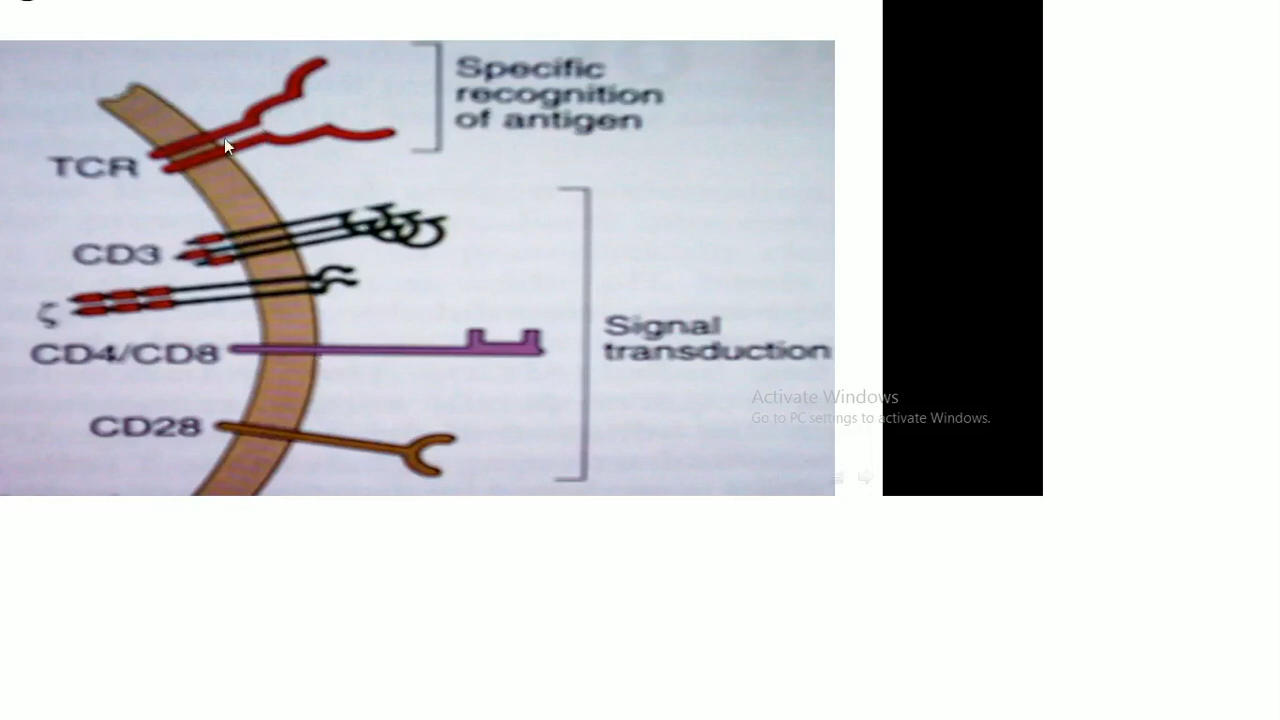 Specific
recognition
of antigen
TCR
CD3
ζ
CD4/CD8
Signal
transduction
CD28
Activate Windows
Go to PC settings to activate Windows.